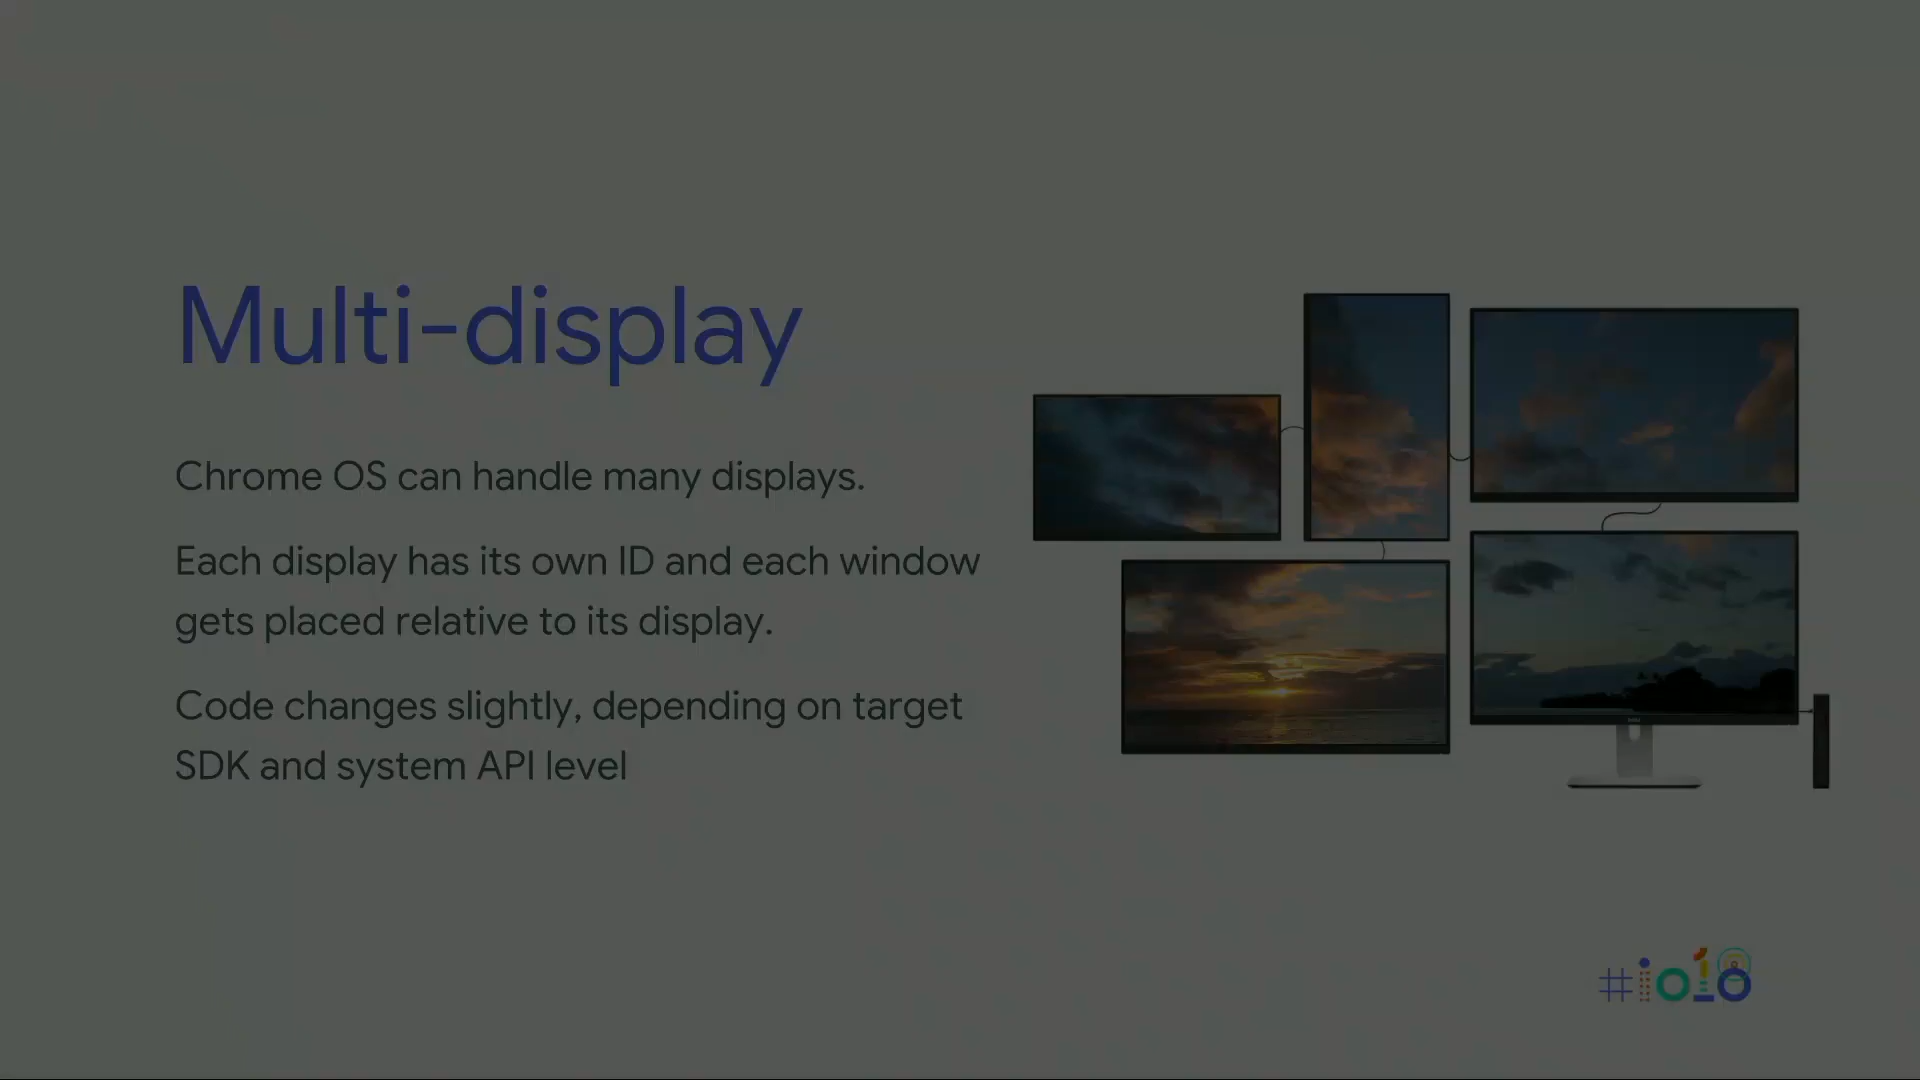 Multi-display
Chrome OS can handle many displays.
Each display has its own ID and each window
gets placed relative to its display.
Code changes slightly, depending on target
SDK and system API level
#io18